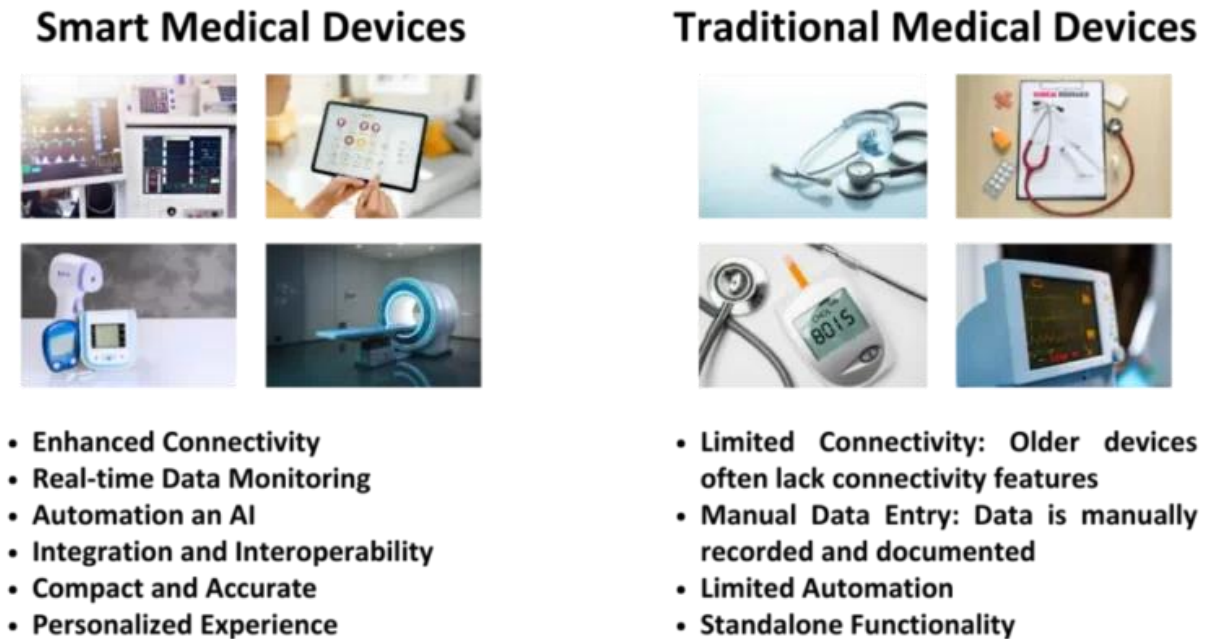 Smart Medical Devices
• Enhanced Connectivity
• Real-time Data Monitoring
• Automation an AI
• Integration and Interoperability
• Compact and Accurate
• Personalized Experience
Traditional Medical Devices
• Limited Connectivity: Older devices
often lack connectivity features
• Manual Data Entry: Data is manually
recorded and documented
• Limited Automation
• Standalone Functionality